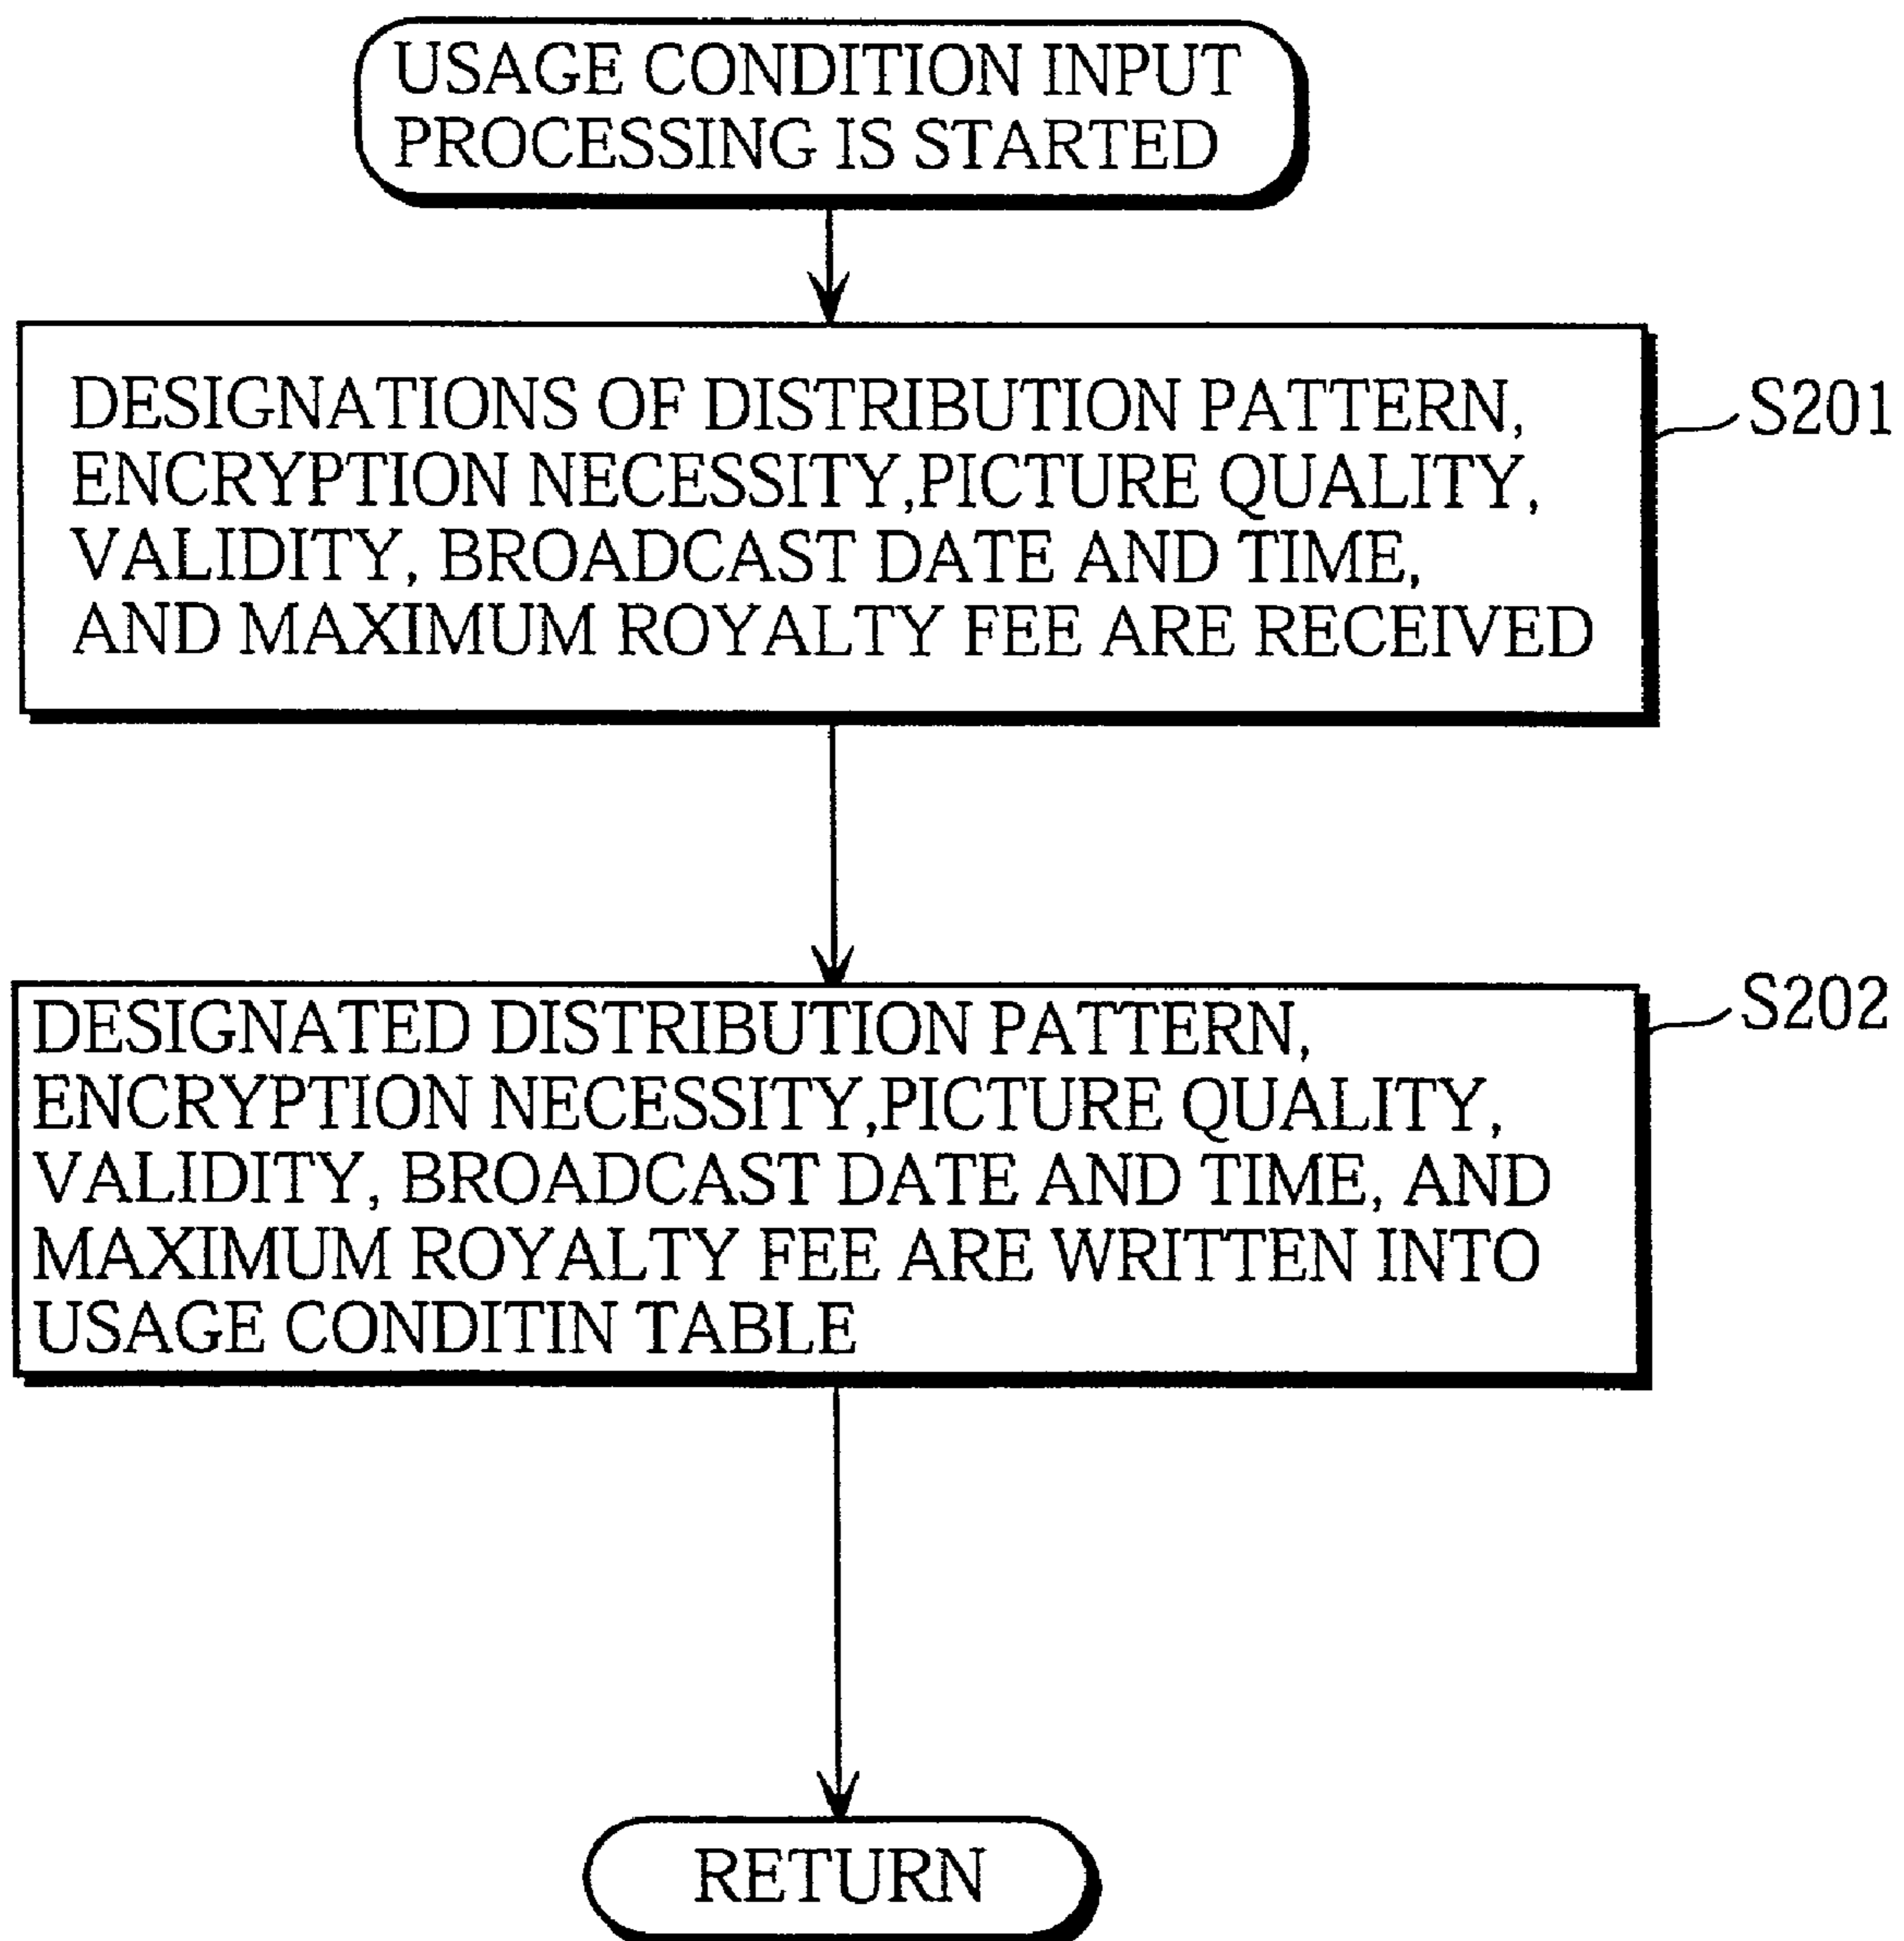 USAGE CONDITION INPUT
PROCESSING IS STARTED
DESIGNATIONS OF DISTRIBUTION PATTERN,
ENCRYPTION NECESSITY,PICTURE QUALITY,
VALIDITY, BROADCAST DATE AND TIME,
AND MAXIMUM ROYALTY FEE ARE RECEIVED
S201
DESIGNATED DISTRIBUTION PATTERN,
ENCRYPTION NECESSITY,PICTURE QUALITY,
VALIDITY, BROADCAST DATE AND TIME, AND
MAXIMUM ROYALTY FEE ARE WRITTEN INTO
USAGE CONDITIN TABLE
S202
RETURN